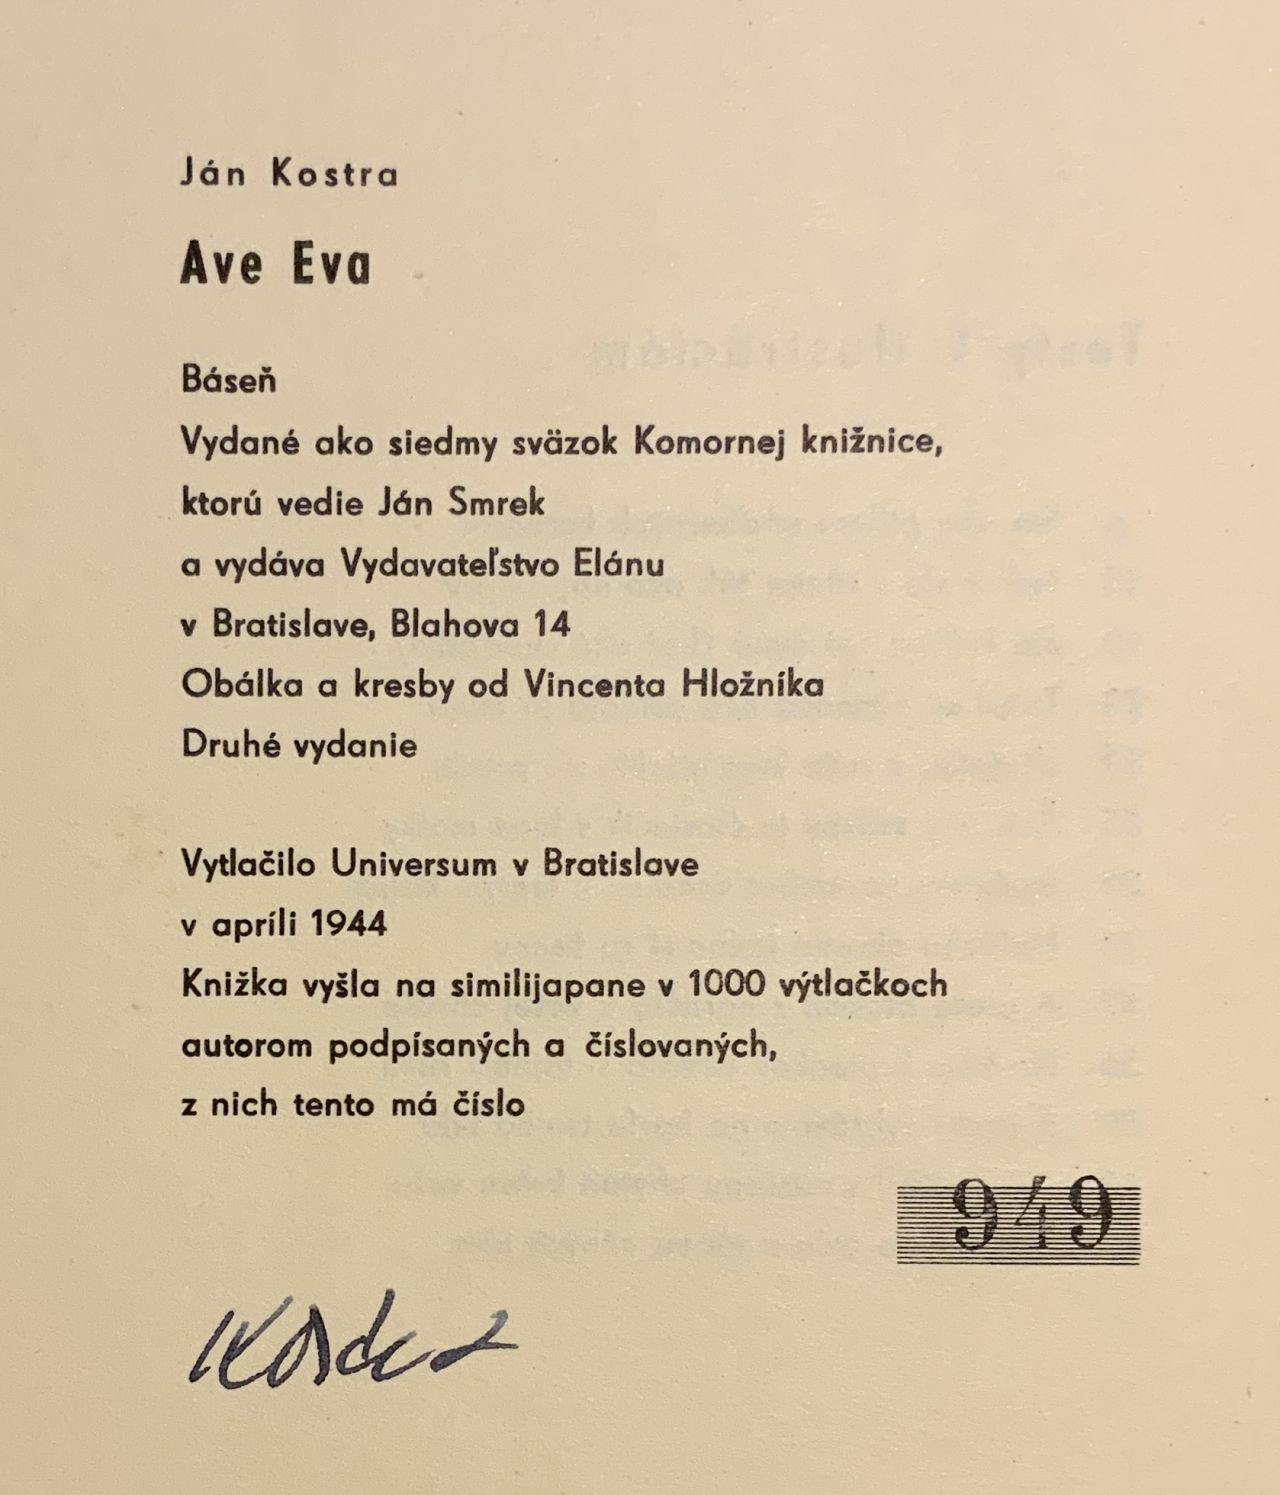 Ján Kostra
Ave Eva
Báseň
Vydané ako siedmy sväzok Komornej knižnice,
ktorú vedie Ján Smrek
a vydáva Vydavateľstvo Elánu
v Bratislave, Blahova 14
Obálka a kresby od Vincenta Hložníka
Druhé vydanie
Vytlačilo Universum v Bratislave
v apríli 1944
Knižka vyšla na similijapane v 1000 výtlačkoch
autorom podpísaných a číslovaných,
z nich tento má číslo
949
Kostra